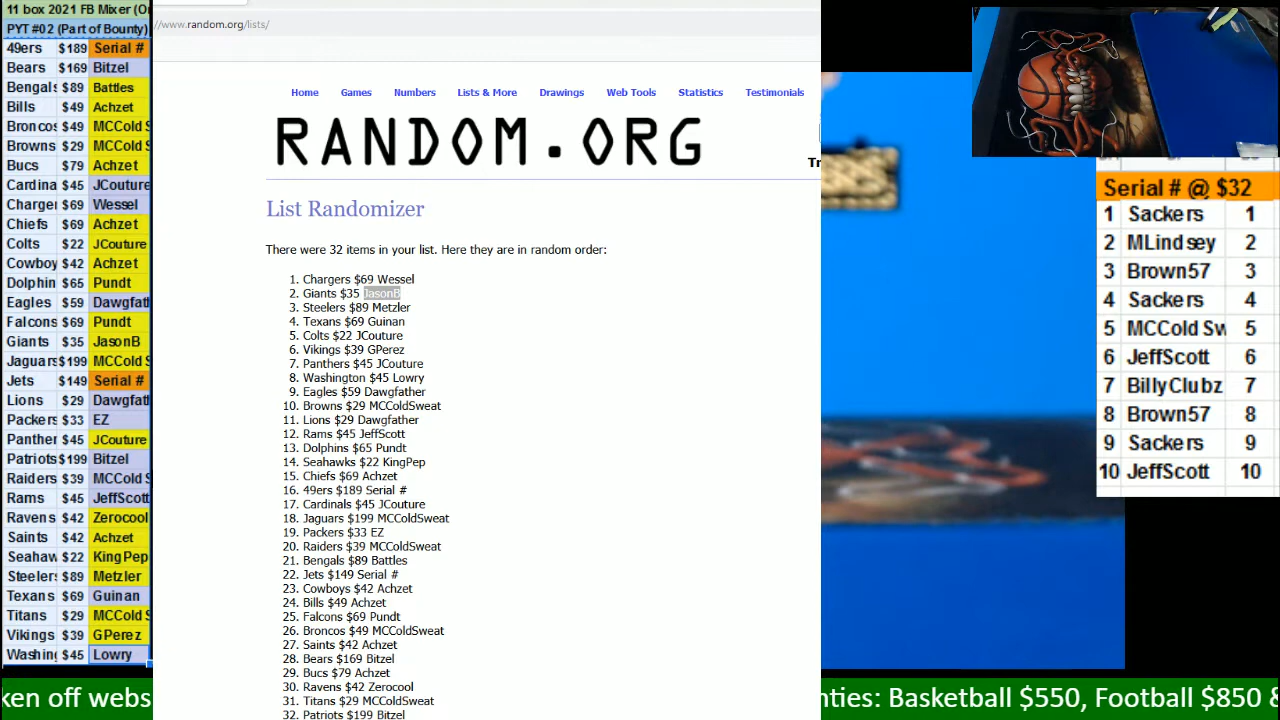 11 box 2021 FB Mixer (O
PYT #02 (Part of Bounty)
49ers $189 Serial #
Bears $169 Bitzel
Bengals $89 Battles
Bills $49 Achzet
Broncos $49 MCCold S
Browns $29 MCCold S
Bucs $79 Achzet
Cardina $45 JCouture
Charger $69 Wessel
Chiefs $69 Achzet
Colts $22 JCouture
Cowboy $42 Achzet
Dolphin $65 Pundt
Eagles $59 Dawgfath
Falcons $69 Pundt
Giants $35 JasonB
Jaguars $199 MCCold S
Jets $149 Serial #
Lions $29 Dawgfath
Packers $33 EZ
Panther $45 JCouture
Patriots $199 Bitzel
Raiders $39 MCCold S
Rams $45 JeffScott
Ravens $42 Zerocool
Saints $42 Achzet
Seahaw $22 KingPep
Steelers $89 Metzler
Texans $69 Guinan
Titans $29 MCCold S
Vikings $39 GPerez
Washing $45 Lowry
//www.random.org/lists/
Home Games Numbers Lists & More Drawings Web Tools Statistics Testimonials
RANDOM.ORG
Tr
List Randomizer
There were 32 items in your list. Here they are in random order:
1. Chargers $69 Wessel
2. Giants $35 JasonB
3. Steelers $89 Metzler
4. Texans $69 Guinan
5. Colts $22 JCouture
6. Vikings $39 GPerez
7. Panthers $45 JCouture
8. Washington $45 Lowry
9. Eagles $59 Dawgfather
10. Browns $29 MCColdSweat
11. Lions $29 Dawgfather
12. Rams $45 JeffScott
13. Dolphins $65 Pundt
14. Seahawks $22 KingPep
15. Chiefs $69 Achzet
16. 49ers $189 Serial #
17. Cardinals $45 JCouture
18. Jaguars $199 MCColdSweat
19. Packers $33 EZ
20. Raiders $39 MCColdSweat
21. Bengals $89 Battles
22. Jets $149 Serial #
23. Cowboys $42 Achzet
24. Bills $49 Achzet
25. Falcons $69 Pundt
26. Broncos $49 MCColdSweat
27. Saints $42 Achzet
28. Bears $169 Bitzel
29. Bucs $79 Achzet
30. Ravens $42 Zerocool
31. Titans $29 MCColdSweat
32. Patriots $199 Bitzel
Serial # @ $32
1 Sackers 1
2 MLindsey 2
3 Brown57 3
4 Sackers 4
5 MCCold Sw 5
6 JeffScott 6
7 BillyClubz 7
8 Brown57 8
9 Sackers 9
10 JeffScott 10
ken off webs
nties: Basketball $550, Football $850 &